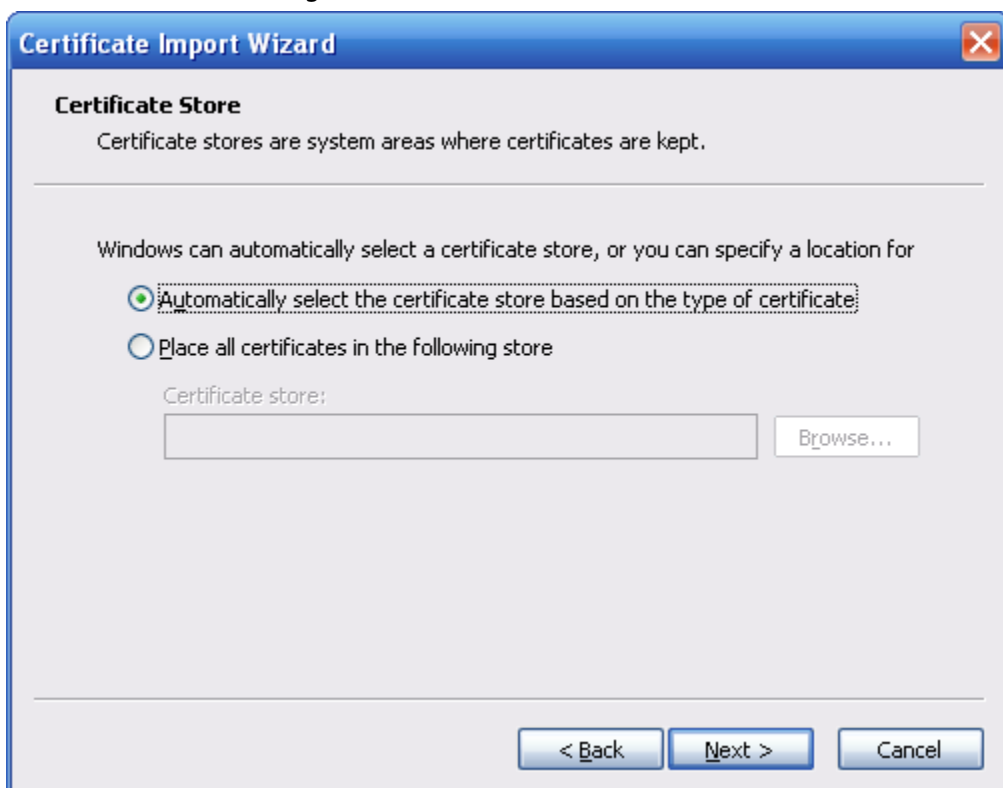 Certificate Import Wizard
Certificate Store
Certificate stores are system areas where certificates are kept.
Windows can automatically select a certificate store, or you can specify a location for
Automatically select the certificate store based on the type of certificate
Place all certificates in the following store
Certificate store:
Browse...
< Back Next > Cancel